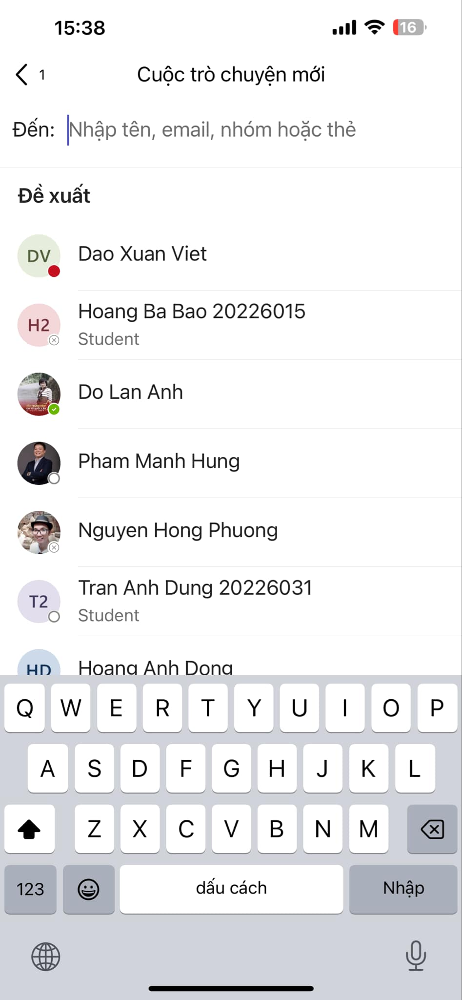 15:38
16
1
Cuộc trò chuyện mới
Đến: Nhập tên, email, nhóm hoặc thẻ
Đề xuất
DV
Dao Xuan Viet
H2
Hoang Ba Bao 20226015
Student
Do Lan Anh
Pham Manh Hung
Nguyen Hong Phuong
T2
Tran Anh Dung 20226031
Student
HD
Hoang Anh Dong
Q W E R T Y U I O P
A S D F G H J K L
Z X C V B N M
123
dấu cách
Nhập